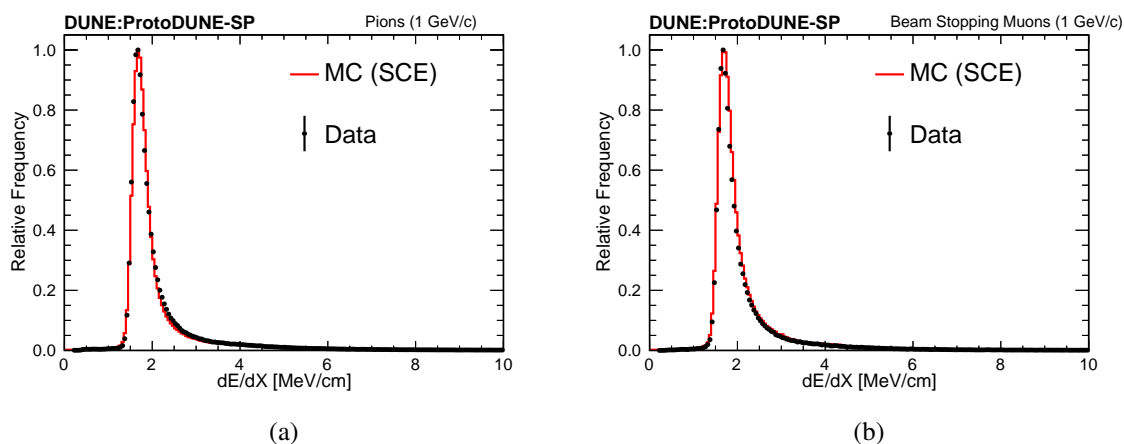 DUNE:ProtoDUNE-SP Pions (1 GeV/c)
1.0
0.8
0.6
0.4
0.2
0.0
Relative Frequency
MC (SCE)
Data
0 2 4 6 8 10
dE/dX [MeV/cm]
(a)
DUNE:ProtoDUNE-SP Beam Stopping Muons (1 GeV/c)
1.0
0.8
0.6
0.4
0.2
0.0
Relative Frequency
MC (SCE)
Data
0 2 4 6 8 10
dE/dX [MeV/cm]
(b)